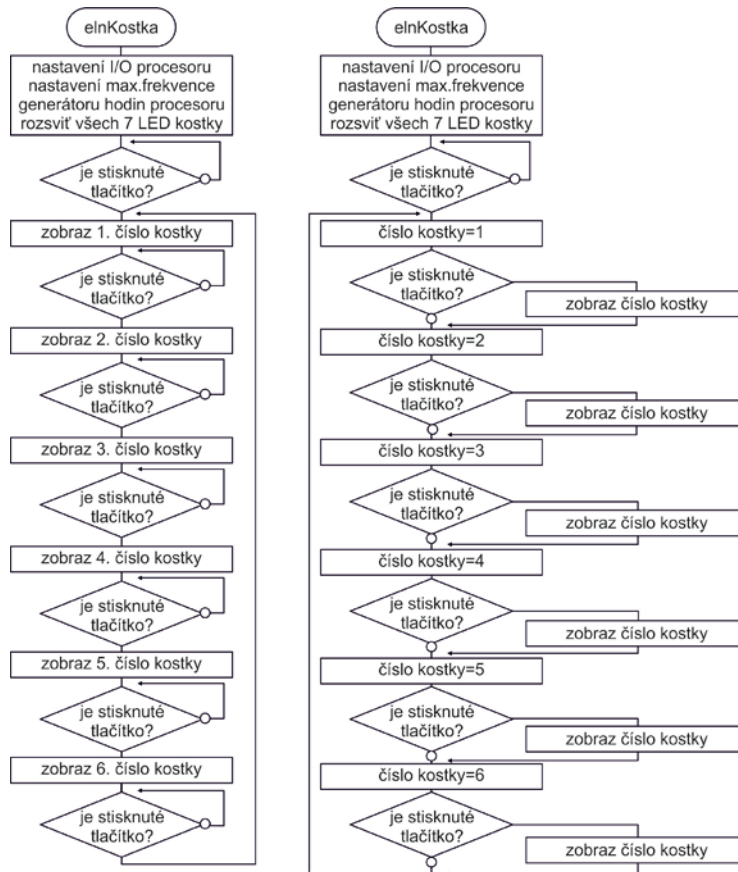 elnKostka
nastavení I/O procesoru
nastavení max.frekvence
generátoru hodin procesoru
rozsviť všech 7 LED kostky
je stisknuté
tlačítko?
zobraz 1. číslo kostky
je stisknuté
tlačítko?
zobraz 2. číslo kostky
je stisknuté
tlačítko?
zobraz 3. číslo kostky
je stisknuté
tlačítko?
zobraz 4. číslo kostky
je stisknuté
tlačítko?
zobraz 5. číslo kostky
je stisknuté
tlačítko?
zobraz 6. číslo kostky
je stisknuté
tlačítko?
elnKostka
nastavení I/O procesoru
nastavení max.frekvence
generátoru hodin procesoru
rozsviť všech 7 LED kostky
je stisknuté
tlačítko?
číslo kostky=1
je stisknuté
tlačítko?
zobraz číslo kostky
číslo kostky=2
je stisknuté
tlačítko?
zobraz číslo kostky
číslo kostky=3
je stisknuté
tlačítko?
zobraz číslo kostky
číslo kostky=4
je stisknuté
tlačítko?
zobraz číslo kostky
číslo kostky=5
je stisknuté
tlačítko?
zobraz číslo kostky
číslo kostky=6
je stisknuté
tlačítko?
zobraz číslo kostky